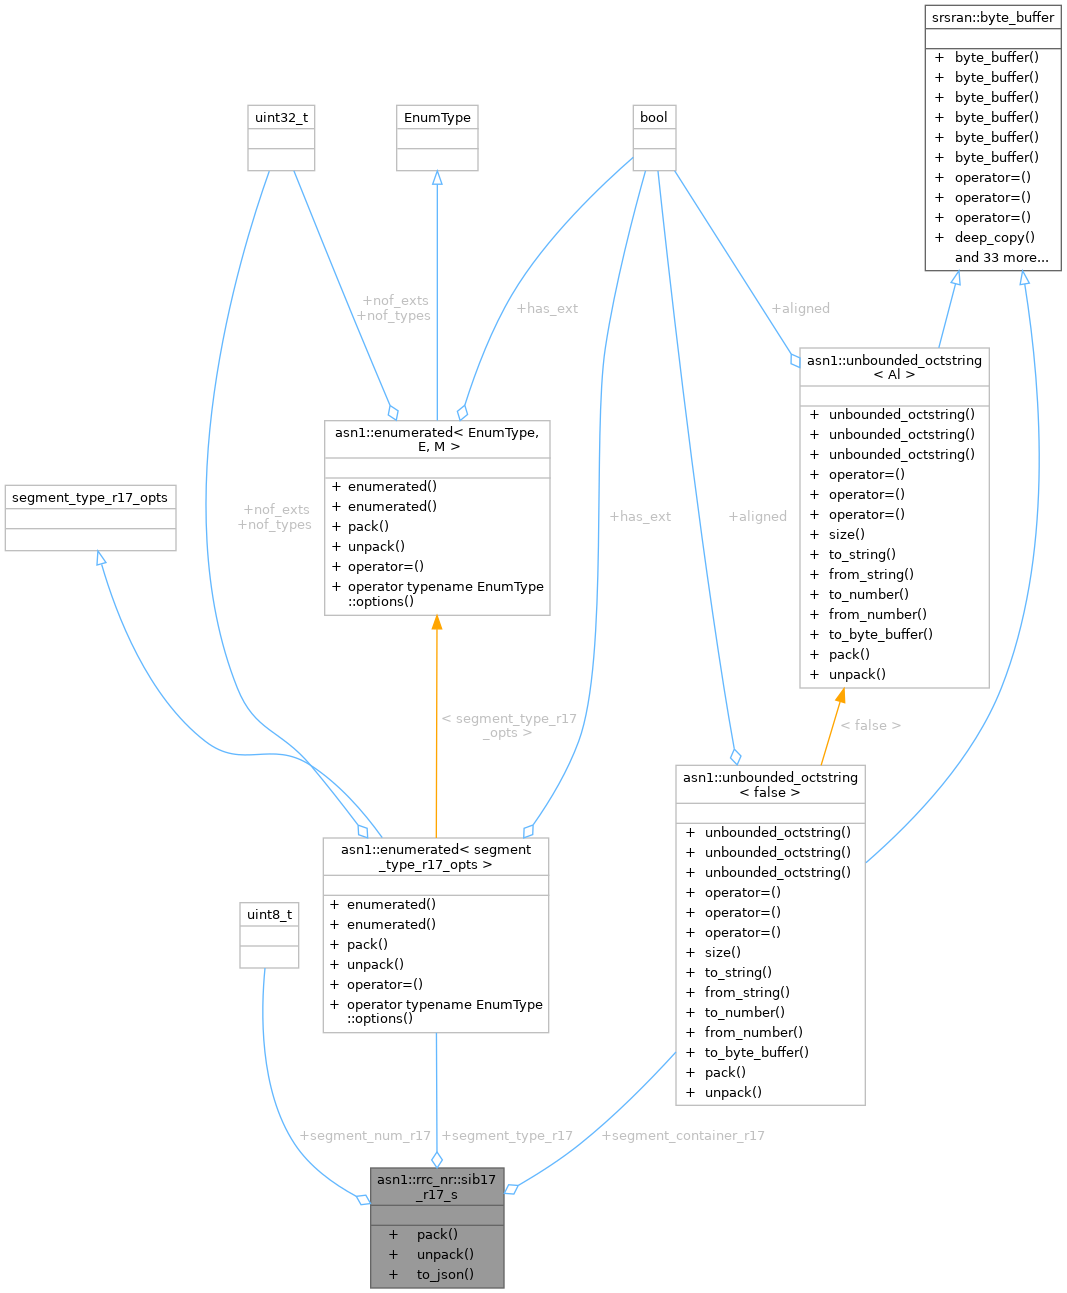 srsran::byte_buffer
+ byte_buffer()
+ byte_buffer()
+ byte_buffer()
+ byte_buffer()
+ byte_buffer()
+ byte_buffer()
+ operator=()
+ operator=()
+ operator=()
+ deep_copy()
and 33 more...
uint32_t
EnumType
bool
+nof_exts
+nof_types
+has_ext
+aligned
asn1::unbounded_octstring
< Al >
+ unbounded_octstring()
+ unbounded_octstring()
+ unbounded_octstring()
+ operator=()
+ operator=()
+ operator=()
+ size()
+ to_string()
+ from_string()
+ to_number()
+ from_number()
+ to_byte_buffer()
+ pack()
+ unpack()
asn1::enumerated< EnumType,
E, M >
+ enumerated()
+ enumerated()
+ pack()
+ unpack()
+ operator=()
+ operator typename EnumType
::options()
segment_type_r17_opts
+nof_exts
+nof_types
+has_ext
+aligned
< segment_type_r17
_opts >
< false >
asn1::unbounded_octstring
< false >
+ unbounded_octstring()
+ unbounded_octstring()
+ unbounded_octstring()
+ operator=()
+ operator=()
+ operator=()
+ size()
+ to_string()
+ from_string()
+ to_number()
+ from_number()
+ to_byte_buffer()
+ pack()
+ unpack()
asn1::enumerated< segment
_type_r17_opts >
+ enumerated()
+ enumerated()
+ pack()
+ unpack()
+ operator=()
+ operator typename EnumType
::options()
uint8_t
+segment_num_r17
+segment_type_r17
+segment_container_r17
asn1::rrc_nr::sib17
_r17_s
+ pack()
+ unpack()
+ to_json()